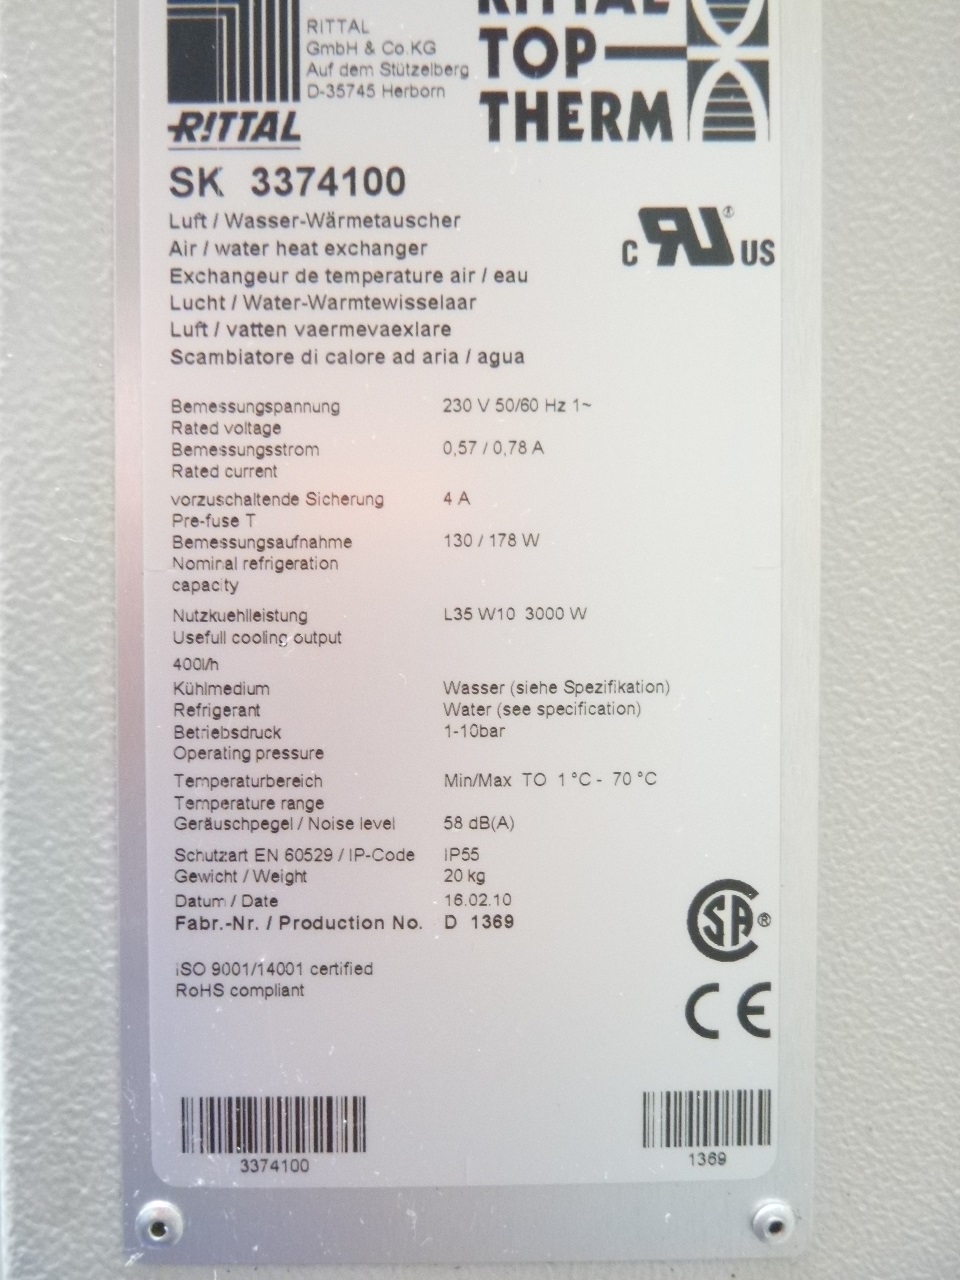 RITTAL
GmbH & Co.KG
Auf dem Stützelberg
D-35745 Herborn
RITTAL
RITTAL
TOP
THERM
SK 3374100
Luft / Wasser-Wärmetauscher
Air / water heat exchanger
Exchangeur de temperature air / eau
Lucht / Water-Warmtewisselaar
Luft / vatten vaermevaexlare
Scambiatore di calore ad aria / agua
C RU® US
Bemessungspannung 230 V 50/60 Hz 1~
Rated voltage
Bemessungsstrom 0,57 / 0,78 A
Rated current
vorzuschaltende Sicherung 4 A
Pre-fuse T
Bemessungsaufnahme 130 / 178 W
Nominal refrigeration
capacity
Nutzkuehlleistung L35 W10 3000 W
Usefull cooling output
400l/h
Kühlmedium Wasser (siehe Spezifikation)
Refrigerant Water (see specification)
Betriebsdruck 1-10bar
Operating pressure
Temperaturbereich Min/Max TO 1 °C - 70 °C
Temperature range
Geräuschpegel / Noise level 58 dB(A)
Schutzart EN 60529 / IP-Code IP55
Gewicht / Weight 20 kg
Datum / Date 16.02.10
Fabr.-Nr. / Production No. D 1369
SA®
ISO 9001/14001 certified
RoHS compliant
CE
3374100
1369